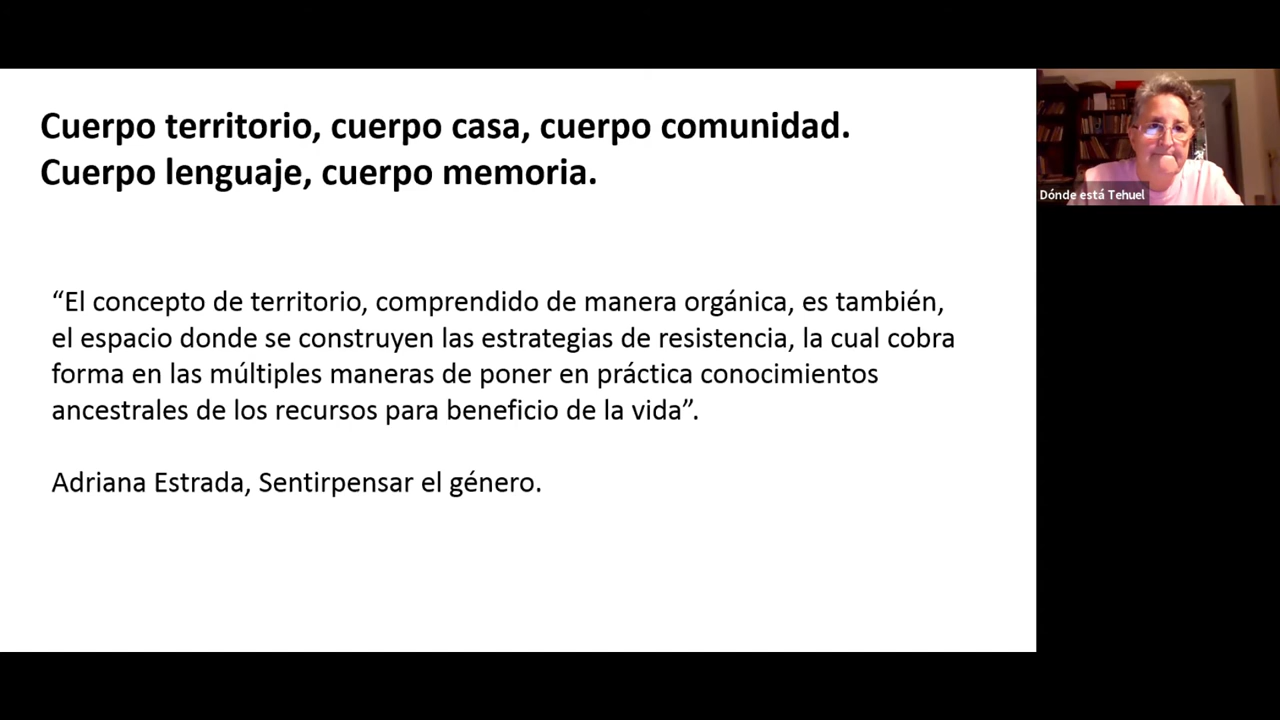 Cuerpo territorio, cuerpo casa, cuerpo comunidad.
Cuerpo lenguaje, cuerpo memoria.
“El concepto de territorio, comprendido de manera orgánica, es también,
el espacio donde se construyen las estrategias de resistencia, la cual cobra
forma en las múltiples maneras de poner en práctica conocimientos
ancestrales de los recursos para beneficio de la vida”.
Adriana Estrada, Sentirpensar el género.
Dónde está Tehuel